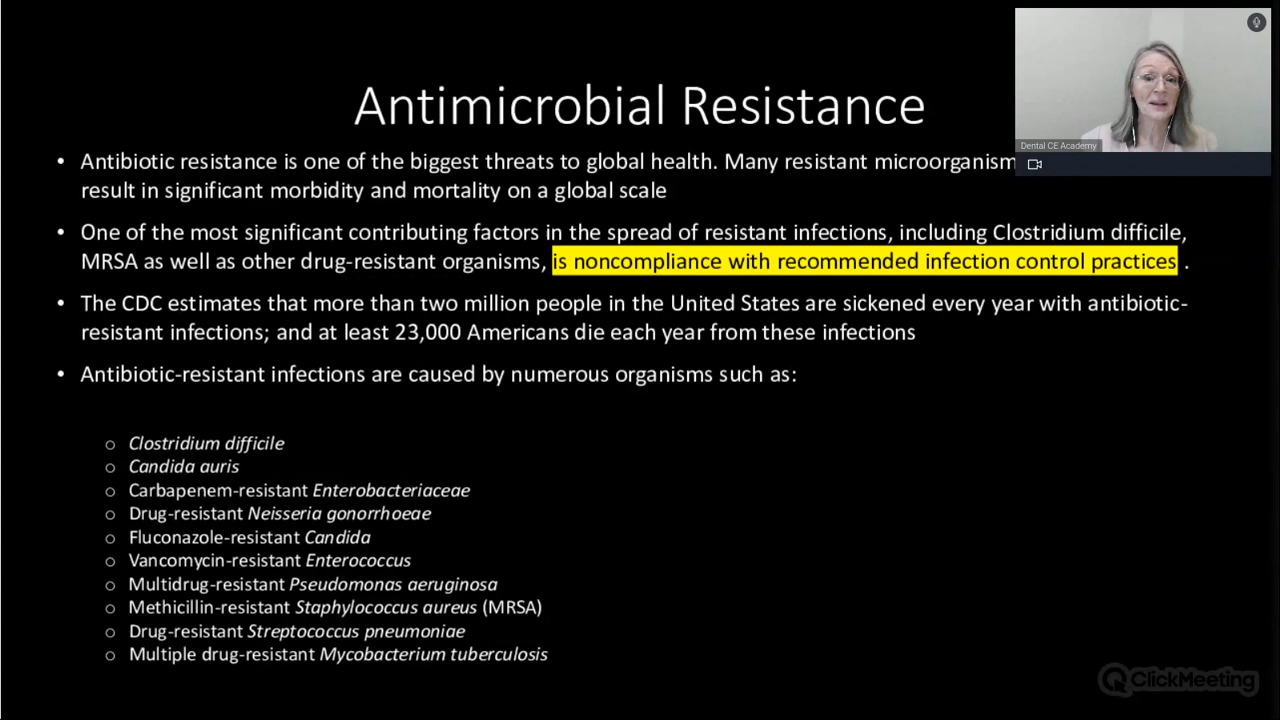 Antimicrobial Resistance
Dental CE Academy
• Antibiotic resistance is one of the biggest threats to global health. Many resistant microorganism
result in significant morbidity and mortality on a global scale
• One of the most significant contributing factors in the spread of resistant infections, including Clostridium difficile,
MRSA as well as other drug-resistant organisms, is noncompliance with recommended infection control practices .
• The CDC estimates that more than two million people in the United States are sickened every year with antibiotic-
resistant infections; and at least 23,000 Americans die each year from these infections
• Antibiotic-resistant infections are caused by numerous organisms such as:
○ Clostridium difficile
○ Candida auris
○ Carbapenem-resistant Enterobacteriaceae
○ Drug-resistant Neisseria gonorrhoeae
○ Fluconazole-resistant Candida
○ Vancomycin-resistant Enterococcus
○ Multidrug-resistant Pseudomonas aeruginosa
○ Methicillin-resistant Staphylococcus aureus (MRSA)
○ Drug-resistant Streptococcus pneumoniae
○ Multiple drug-resistant Mycobacterium tuberculosis
ClickMeeting